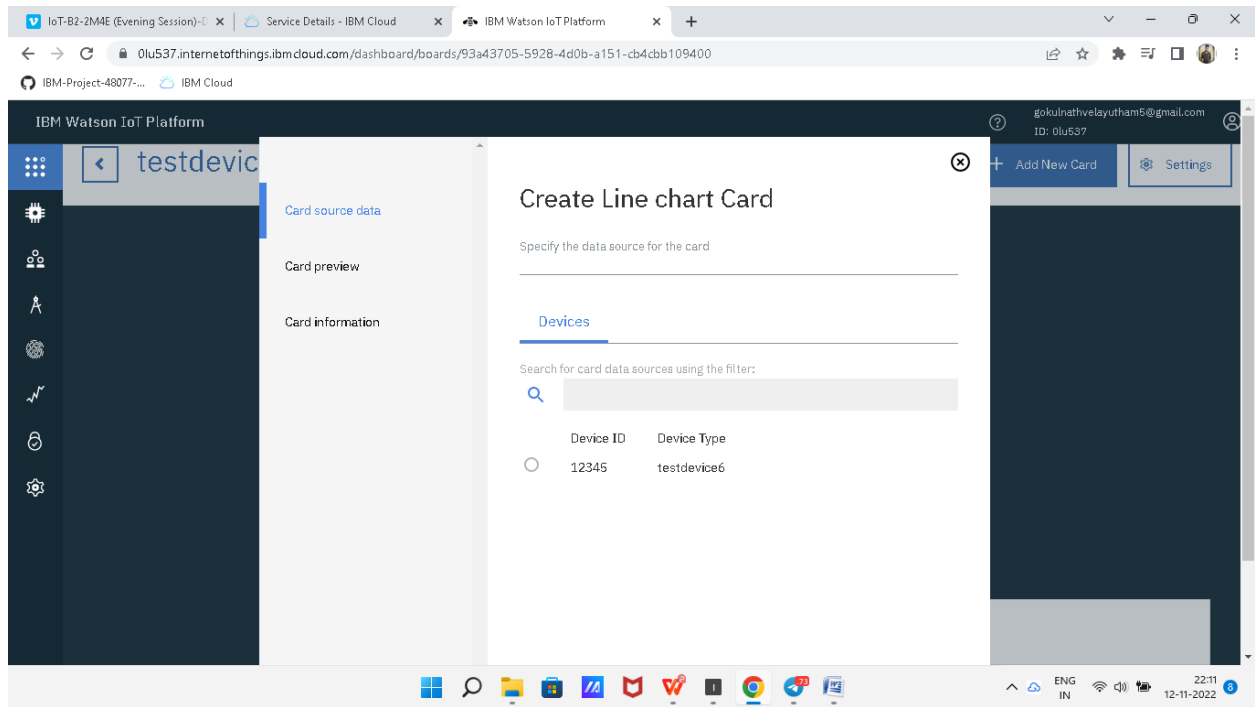 IoT-B2-2M4E (Evening Session)-D
Service Details - IBM Cloud
IBM Watson IoT Platform
0lu537.internetofthings.ibmcloud.com/dashboard/boards/93a43705-5928-4d0b-a151-cb4cbb109400
IBM-Project-48077-...
IBM Cloud
IBM Watson IoT Platform
gokulnathvelayutham5@gmail.com
ID: 0lu537
testdevic
Add New Card
Settings
Card source data
Card preview
Card information
Create Line chart Card
Specify the data source for the card
Devices
Search for card data sources using the filter:
Device ID Device Type
12345 testdevice6
73
ENG
IN
22:11
12-11-2022
8